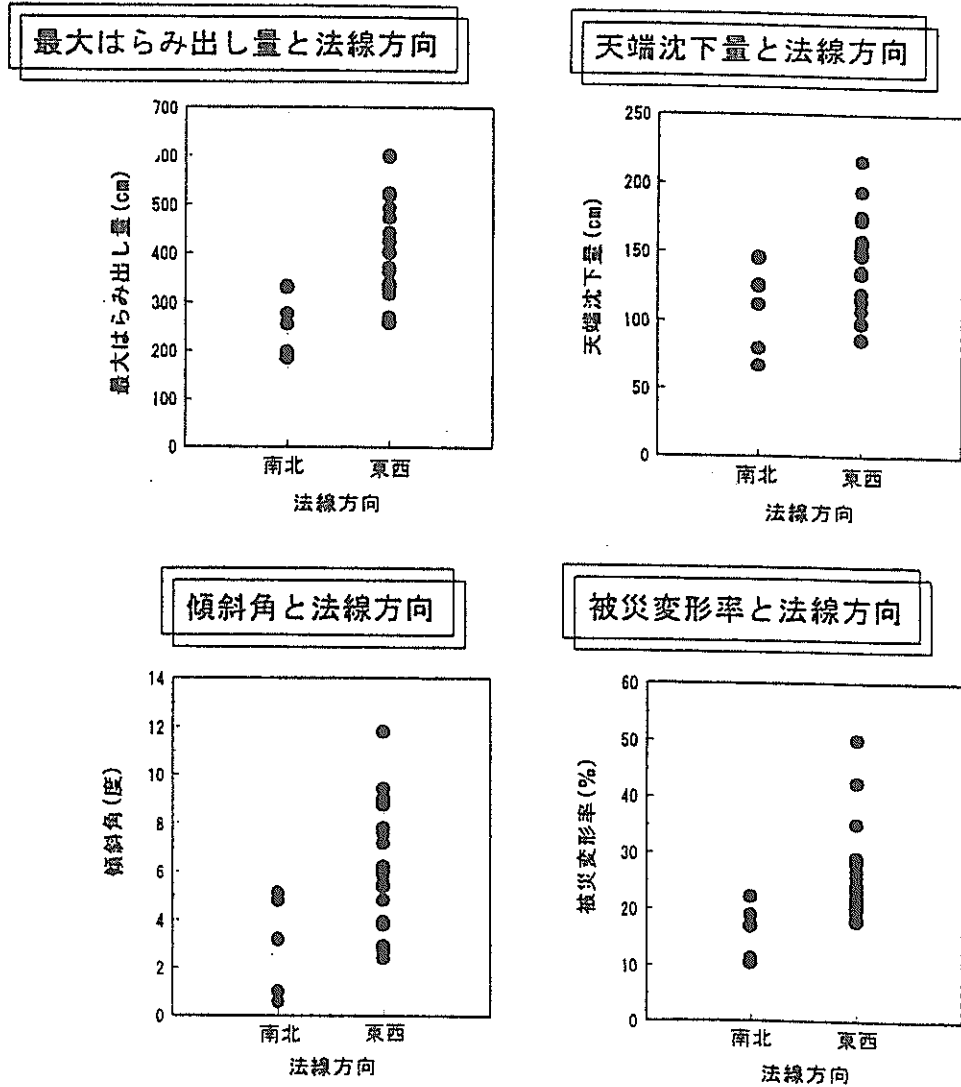 最大はらみ出し量と法線方向
700
600
500
400
300
200
100
0
最大はらみ出し量(cm)
南北
東西
法線方向
天端沈下量と法線方向
250
200
150
100
50
0
天端沈下量(cm)
南北
東西
法線方向
傾斜角と法線方向
14
12
10
8
6
4
2
0
傾斜角(度)
南北
東西
法線方向
被災変形率と法線方向
60
50
40
30
20
10
0
被災変形率(%)
南北
東西
法線方向